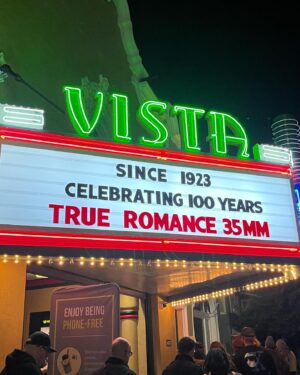 VISTA
SINCE 1923
CELEBRATING 100 YEARS
TRUE ROMANCE 35MM
ENJOY BEING
PHONE-FREE